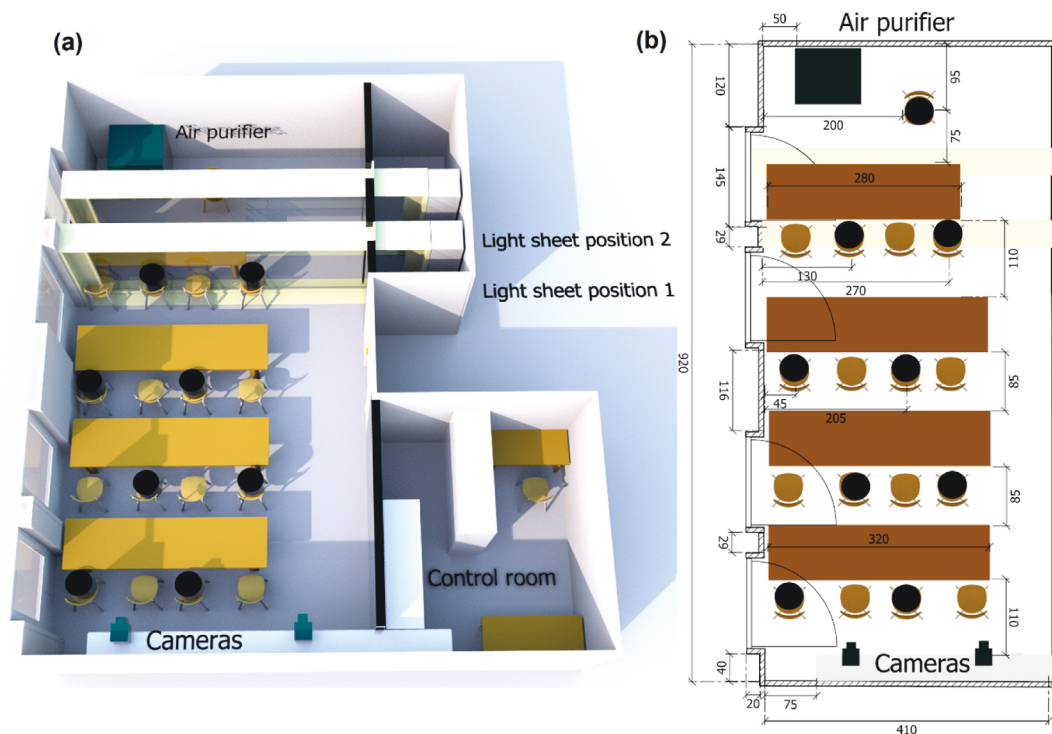 (a)
Air purifier
Light sheet position 2
Light sheet position 1
Control room
Cameras
(b)
Air purifier
50
120
95
200
75
145
280
29
110
130
270
920
116
85
45
205
85
29
320
110
40
Cameras
20
75
410